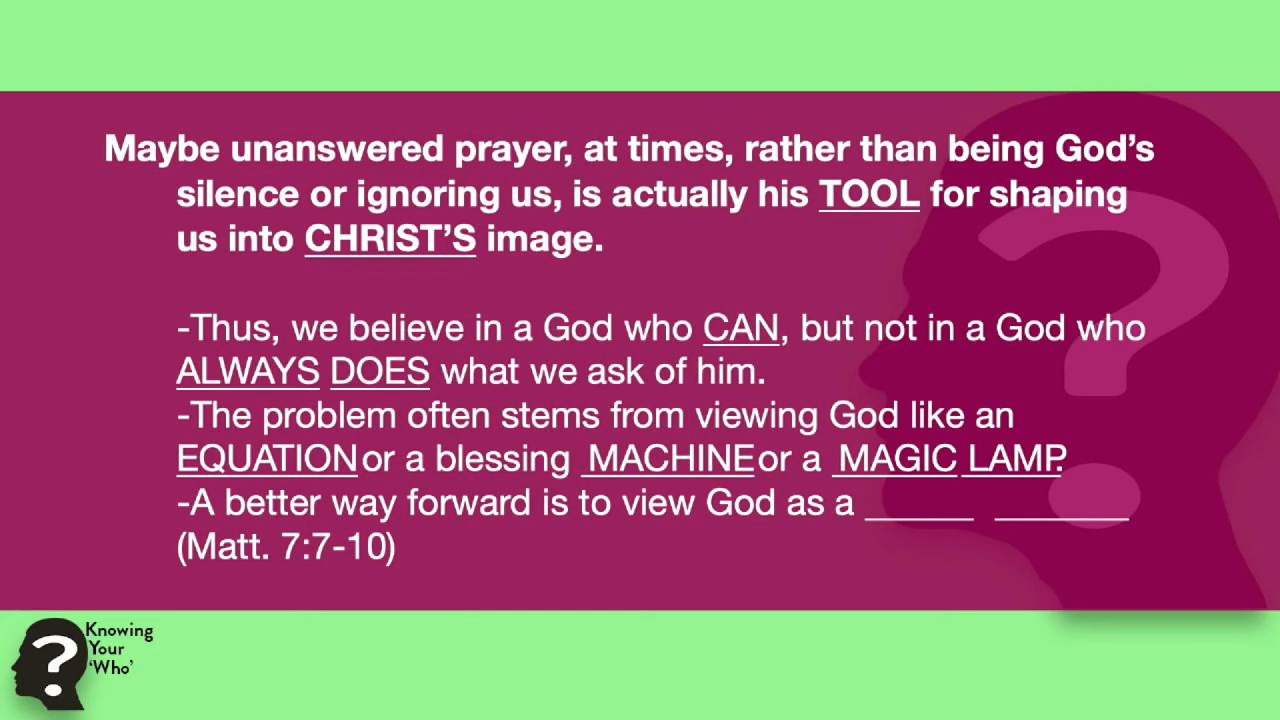 Maybe unanswered prayer, at times, rather than being God's
silence or ignoring us, is actually his TOOL for shaping
us into CHRIST'S image.
-Thus, we believe in a God who CAN, but not in a God who
ALWAYS DOES what we ask of him.
-The problem often stems from viewing God like an
EQUATION or a blessing MACHINE or a MAGIC LAMP.
-A better way forward is to view God as a ______ ________
(Matt. 7:7-10)
Knowing
Your
'Who'